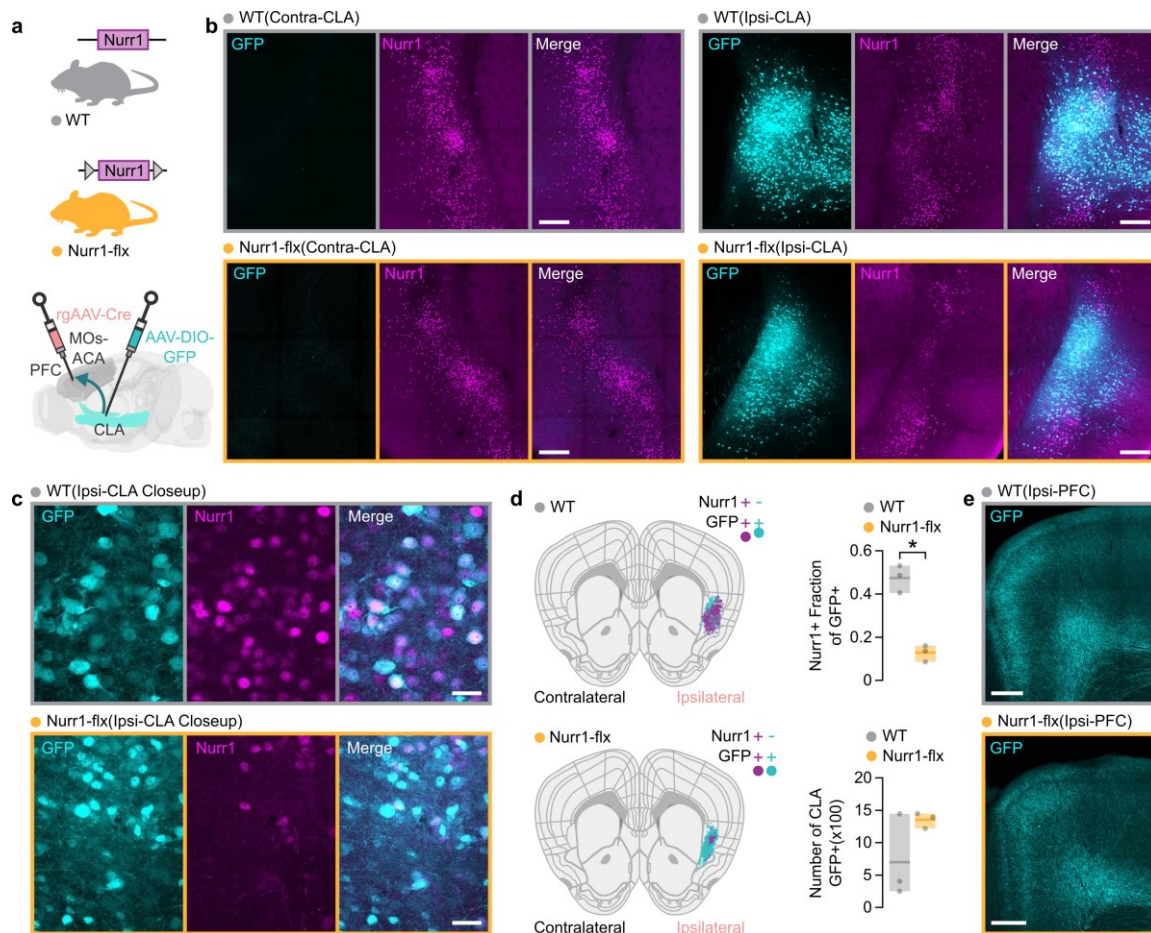 a
Nurr1
WT
Nurr1
Nurr1-flx
rgAAV-Cre
MOs-
ACA
AAV-DIO-
GFP
PFC
CLA
b
WT(Contra-CLA)
GFP
Nurr1
Merge
WT(Ipsi-CLA)
GFP
Nurr1
Merge
Nurr1-flx(Contra-CLA)
GFP
Nurr1
Merge
Nurr1-flx(Ipsi-CLA)
GFP
Nurr1
Merge
c
WT(Ipsi-CLA Closeup)
GFP
Nurr1
Merge
Nurr1-flx(Ipsi-CLA Closeup)
GFP
Nurr1
Merge
d
WT
Nurr1 + -
GFP + +
Contralateral
Ipsilateral
WT
Nurr1-flx
*
Nurr1+ Fraction
of GFP+
0.6
0.4
0.2
0
Nurr1-flx
Nurr1 + -
GFP + +
Contralateral
Ipsilateral
WT
Nurr1-flx
Number of CLA
GFP+(x100)
20
15
10
5
0
e
WT(Ipsi-PFC)
GFP
Nurr1-flx(Ipsi-PFC)
GFP